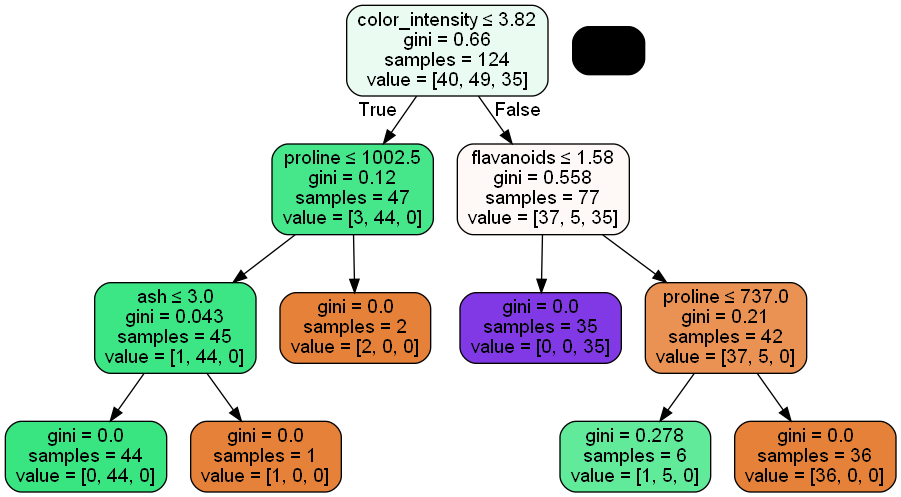 color_intensity ≤ 3.82
gini = 0.66
samples = 124
value = [40, 49, 35]
True
False
proline ≤ 1002.5
gini = 0.12
samples = 47
value = [3, 44, 0]
flavanoids ≤ 1.58
gini = 0.558
samples = 77
value = [37, 5, 35]
ash ≤ 3.0
gini = 0.043
samples = 45
value = [1, 44, 0]
gini = 0.0
samples = 2
value = [2, 0, 0]
gini = 0.0
samples = 35
value = [0, 0, 35]
proline ≤ 737.0
gini = 0.21
samples = 42
value = [37, 5, 0]
gini = 0.0
samples = 44
value = [0, 44, 0]
gini = 0.0
samples = 1
value = [1, 0, 0]
gini = 0.278
samples = 6
value = [1, 5, 0]
gini = 0.0
samples = 36
value = [36, 0, 0]